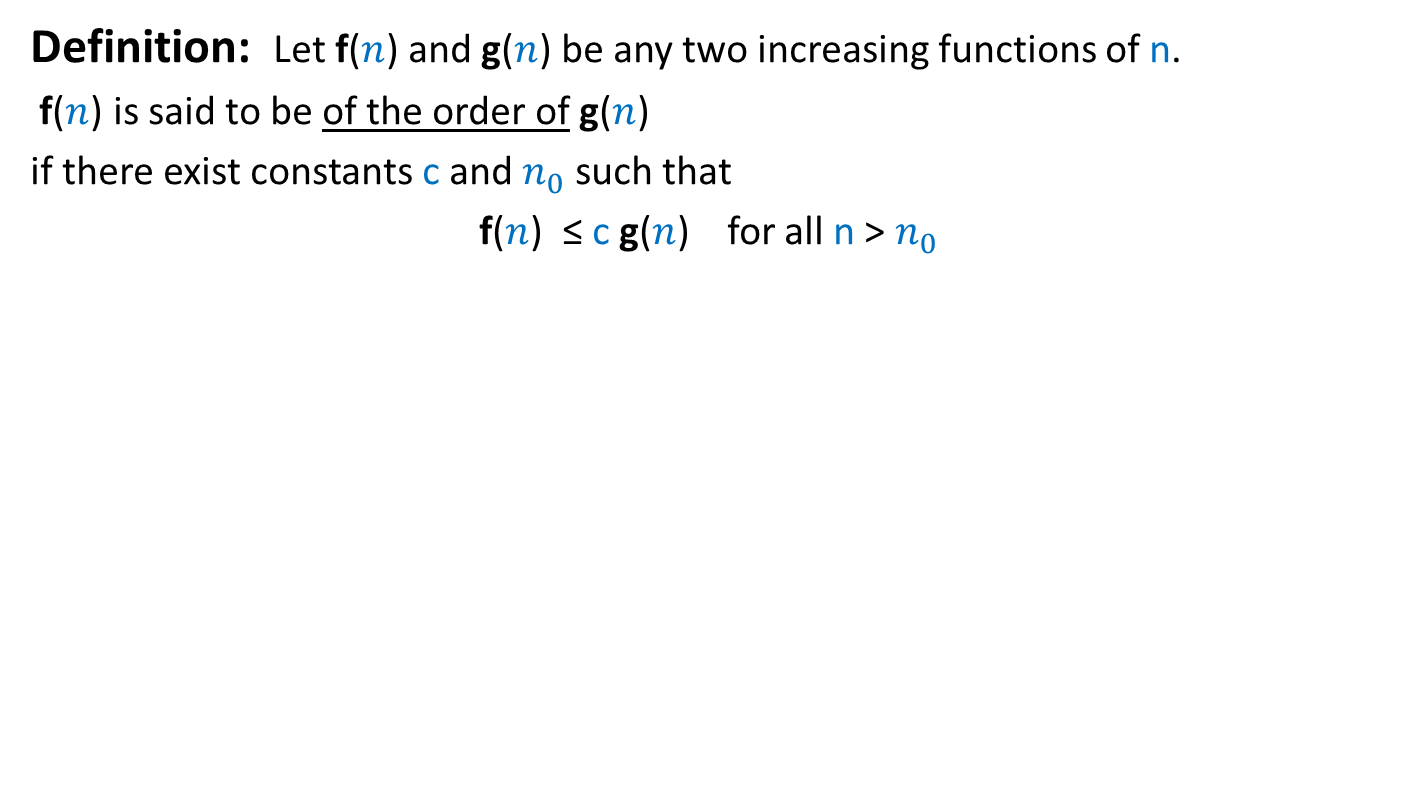 Definition: Let f(n) and g(n) be any two increasing functions of n.
f(n) is said to be of the order of g(n)
if there exist constants c and n₀ such that
f(n) ≤ c g(n) for all n > n₀